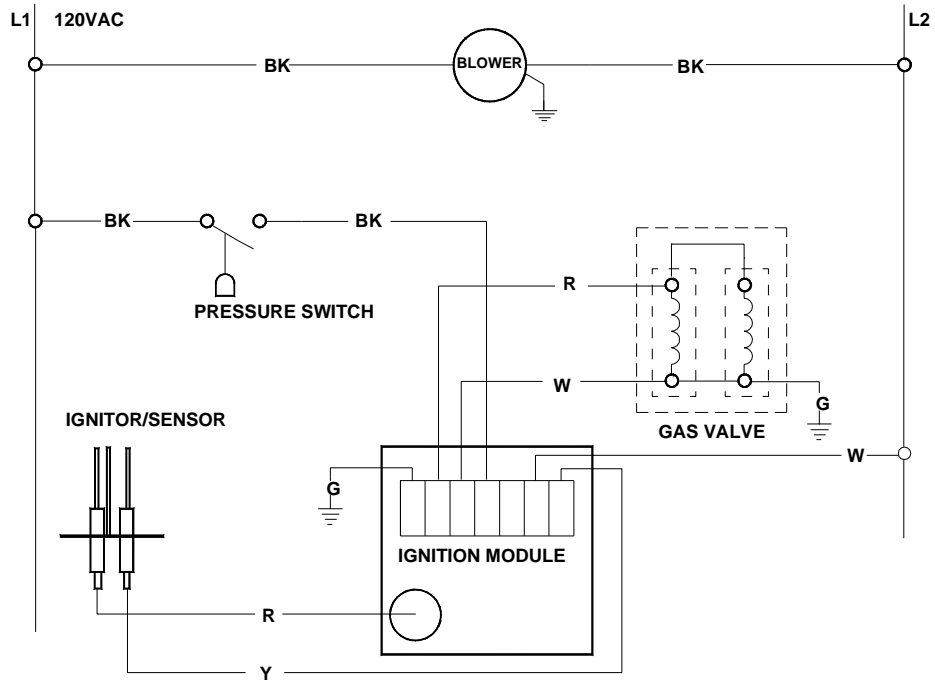 L1 120VAC L2
BK BLOWER BK
BK BK
R
PRESSURE SWITCH
W
G
IGNITOR/SENSOR
GAS VALVE
W
G
IGNITION MODULE
R
Y